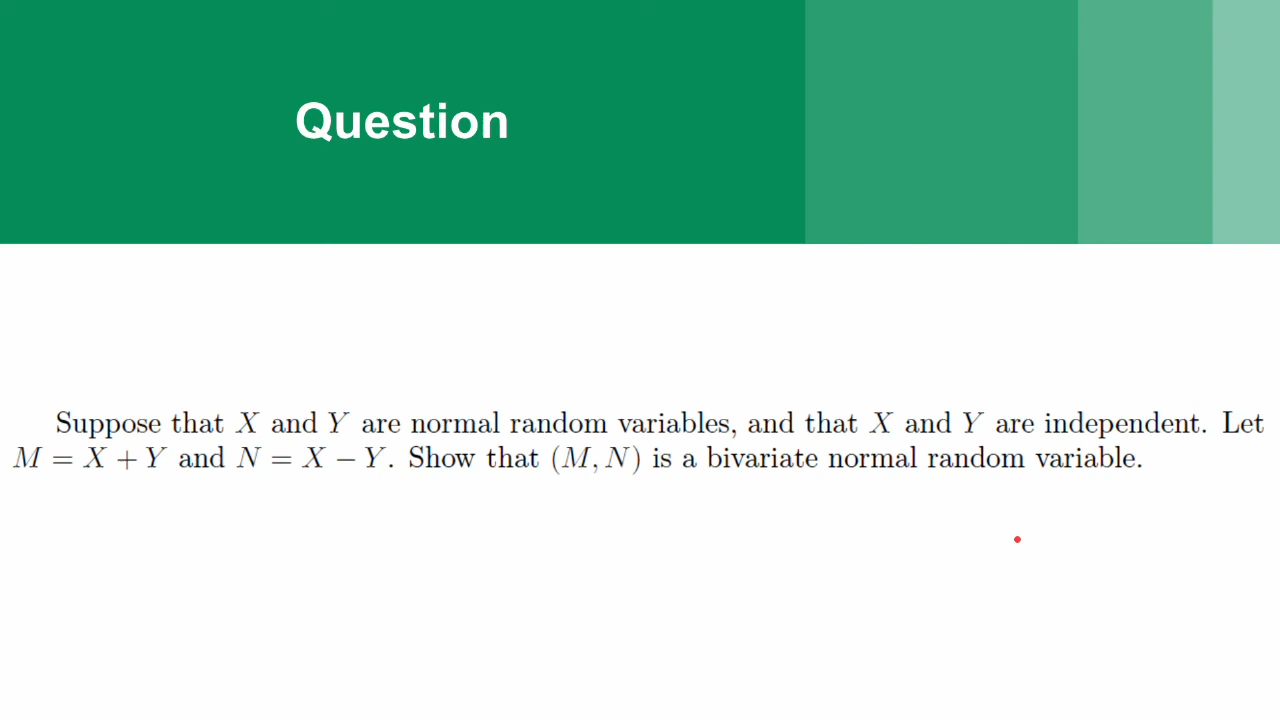 Question
Suppose that X and Y are normal random variables, and that X and Y are independent. Let
M = X + Y and N = X − Y. Show that (M, N) is a bivariate normal random variable.